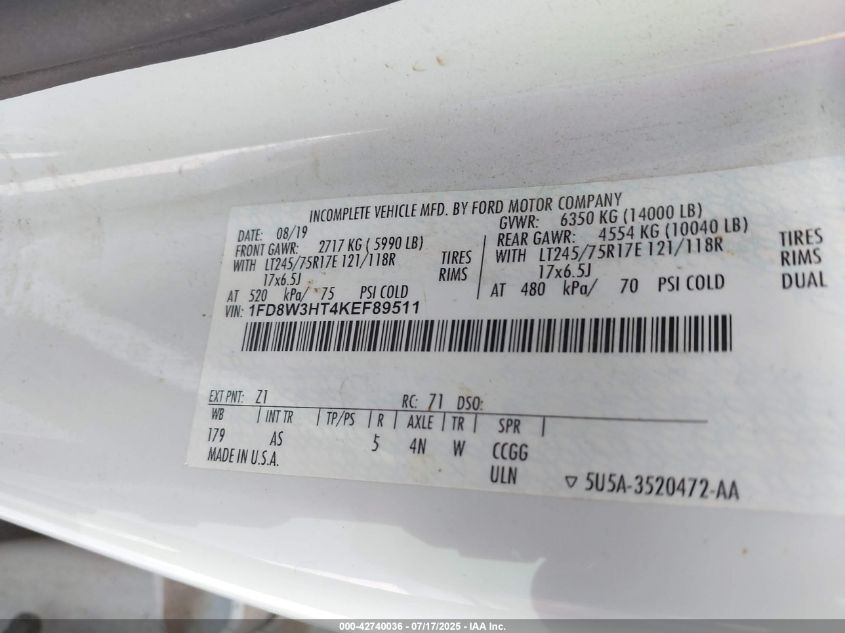 INCOMPLETE VEHICLE MFD. BY FORD MOTOR COMPANY
DATE: 08/19 GVWR: 6350 KG (14000 LB)
FRONT GAWR: 2717 KG ( 5990 LB) REAR GAWR: 4554 KG (10040 LB)
WITH LT245/75R17E 121/118R TIRES WITH LT245/75R17E 121/118R TIRES
17x6.5J RIMS 17x6.5J RIMS
AT 520 kPa/ 75 PSI COLD AT 480 kPa/ 70 PSI COLD DUAL
VIN: 1FD8W3HT4KEF89511
EXT PNT: Z1 RC: 71 DSO:
WB INT TR TP/PS R AXLE TR SPR
179 AS 5 4N W CCGG
MADE IN U.S.A. ULN
5U5A-3520472-AA
000-42740036 - 07/17/2025 - IAA Inc.